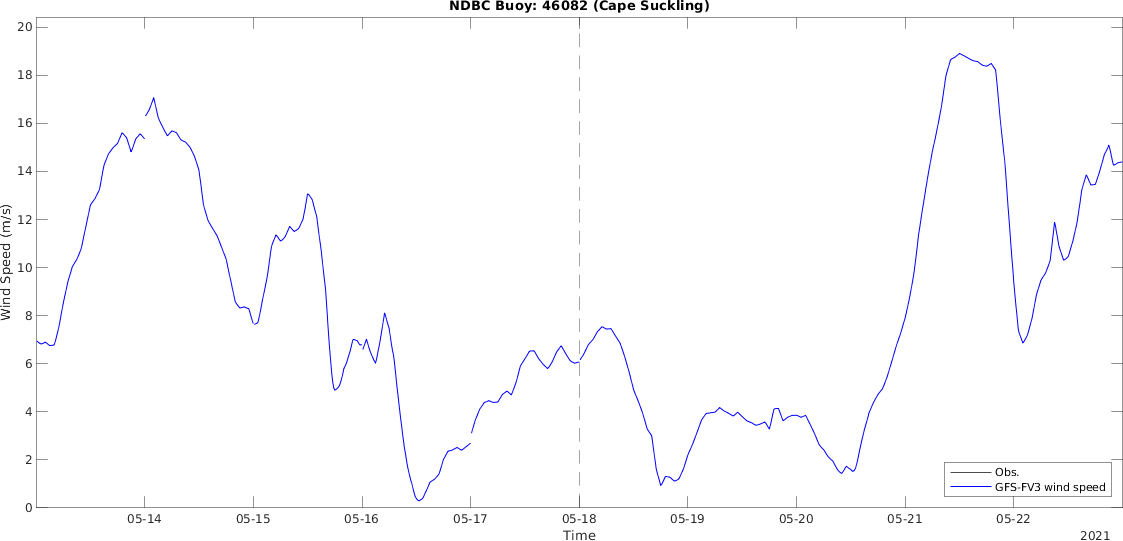 NDBC Buoy: 46082 (Cape Suckling)
20
18
16
14
12
10
8
6
4
2
0
Wind Speed (m/s)
05-14 05-15 05-16 05-17 05-18 05-19 05-20 05-21 05-22
Time
2021
Obs.
GFS-FV3 wind speed